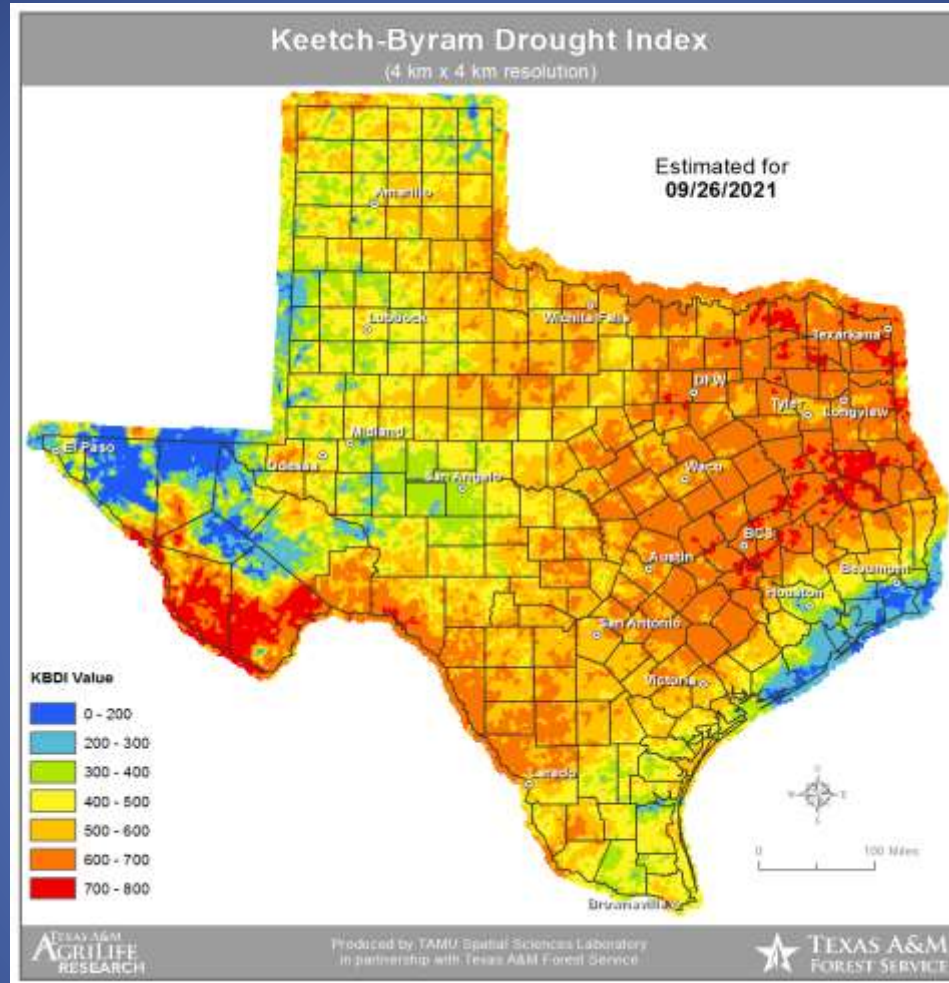 Keetch-Byram Drought Index
(4 km x 4 km resolution)
Estimated for
09/26/2021
Amarillo
Lubbock
Wichita Falls
Texarkana
DFW
Tyler
Longview
El Paso
Midland
Odessa
San Angelo
Waco
BCS
Austin
Beaumont
Houston
San Antonio
Victoria
Laredo
Brownsville
KBDI Value
0 - 200
200 - 300
300 - 400
400 - 500
500 - 600
600 - 700
700 - 800
0 100 Miles
TEXAS A&M
AGRILIFE
RESEARCH
Produced by TAMU Spatial Sciences Laboratory
in partnership with Texas A&M Forest Service
TEXAS A&M
FOREST SERVICE